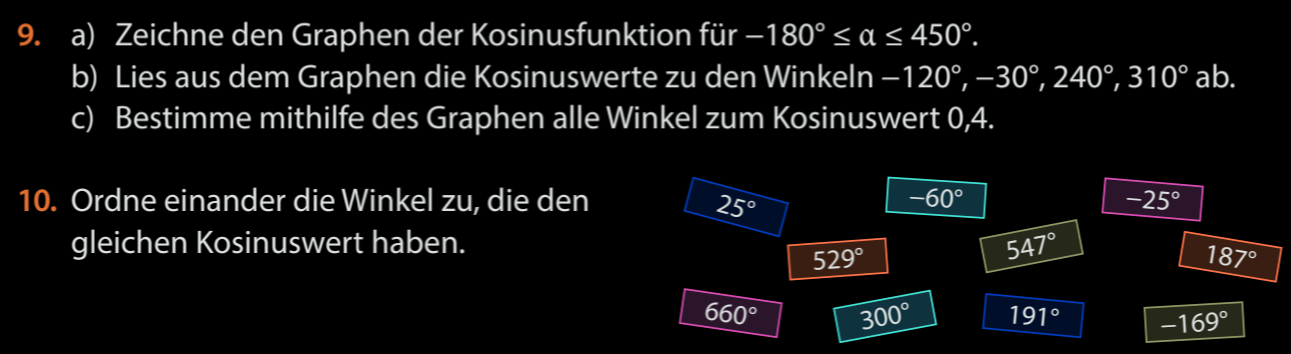 9. a) Zeichne den Graphen der Kosinusfunktion für −180° ≤ α ≤ 450°.
b) Lies aus dem Graphen die Kosinuswerte zu den Winkeln −120°, −30°, 240°, 310° ab.
c) Bestimme mithilfe des Graphen alle Winkel zum Kosinuswert 0,4.
10. Ordne einander die Winkel zu, die den
gleichen Kosinuswert haben.
25° −60° −25°
529° 547° 187°
660° 300° 191° −169°